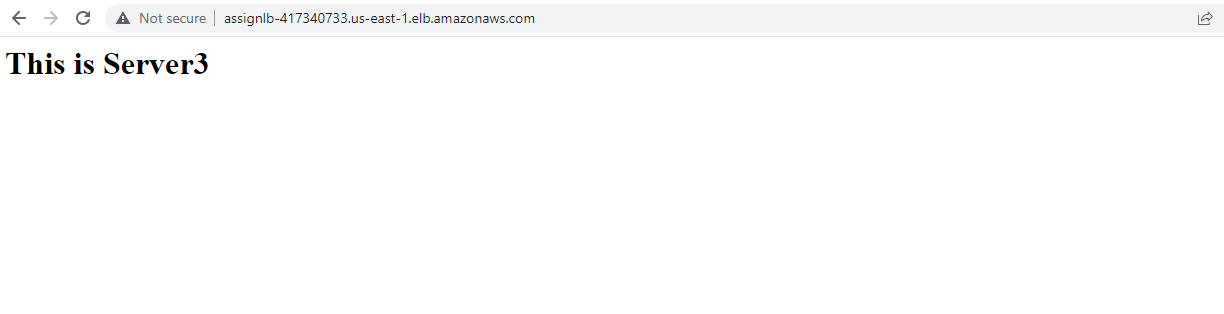 Not secure assignlb-417340733.us-east-1.elb.amazonaws.com
This is Server3